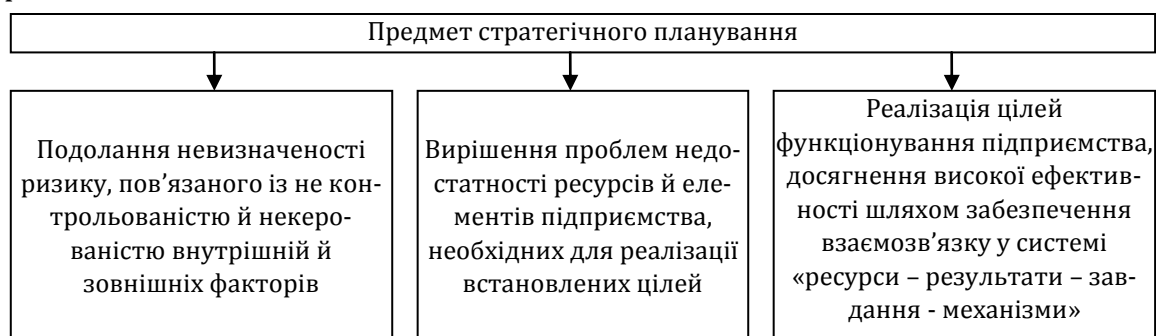 Предмет стратегічного планування
Подолання невизначеності
ризику, пов’язаного із не кон-
трольованістю й некеро-
ваністю внутрішній й
зовнішніх факторів
Вирішення проблем недо-
статності ресурсів й еле-
ментів підприємства,
необхідних для реалізації
встановлених цілей
Реалізація цілей
функціонування підприємства,
досягнення високої ефектив-
ності шляхом забезпечення
взаємозв’язку у системі
«ресурси – результати – зав-
дання - механізми»